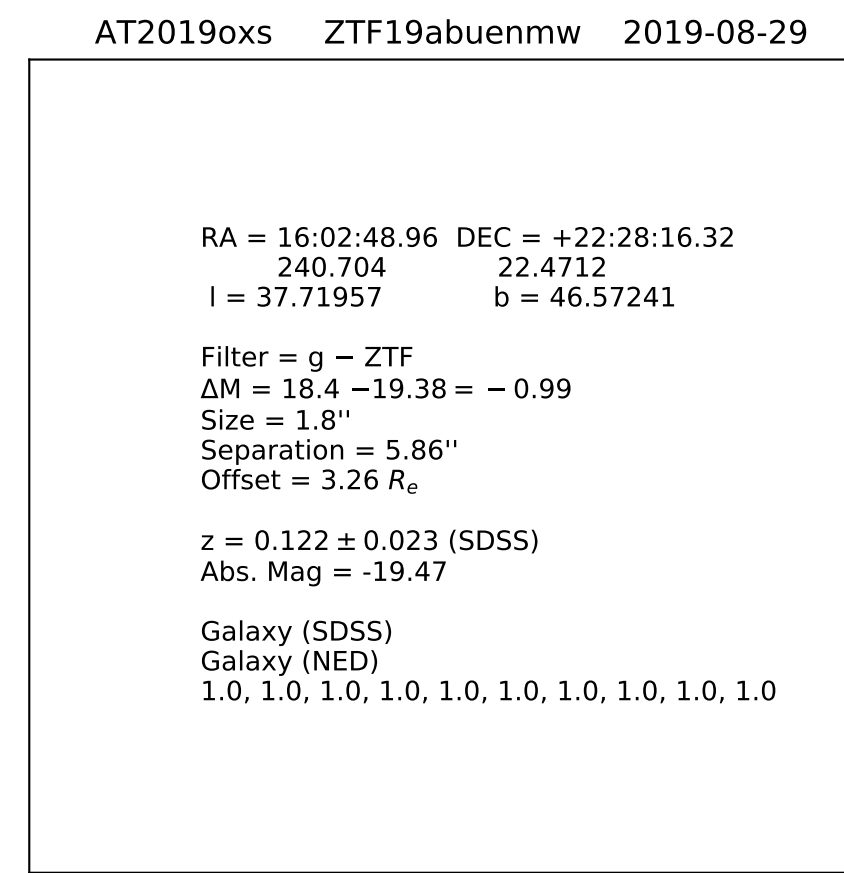 AT2019oxs ZTF19abuenmw 2019-08-29
RA = 16:02:48.96 DEC = +22:28:16.32
240.704 22.4712
l = 37.71957 b = 46.57241
Filter = g − ZTF
ΔM = 18.4 −19.38 = − 0.99
Size = 1.8''
Separation = 5.86''
Offset = 3.26 Re
z = 0.122 ± 0.023 (SDSS)
Abs. Mag = -19.47
Galaxy (SDSS)
Galaxy (NED)
1.0, 1.0, 1.0, 1.0, 1.0, 1.0, 1.0, 1.0, 1.0, 1.0